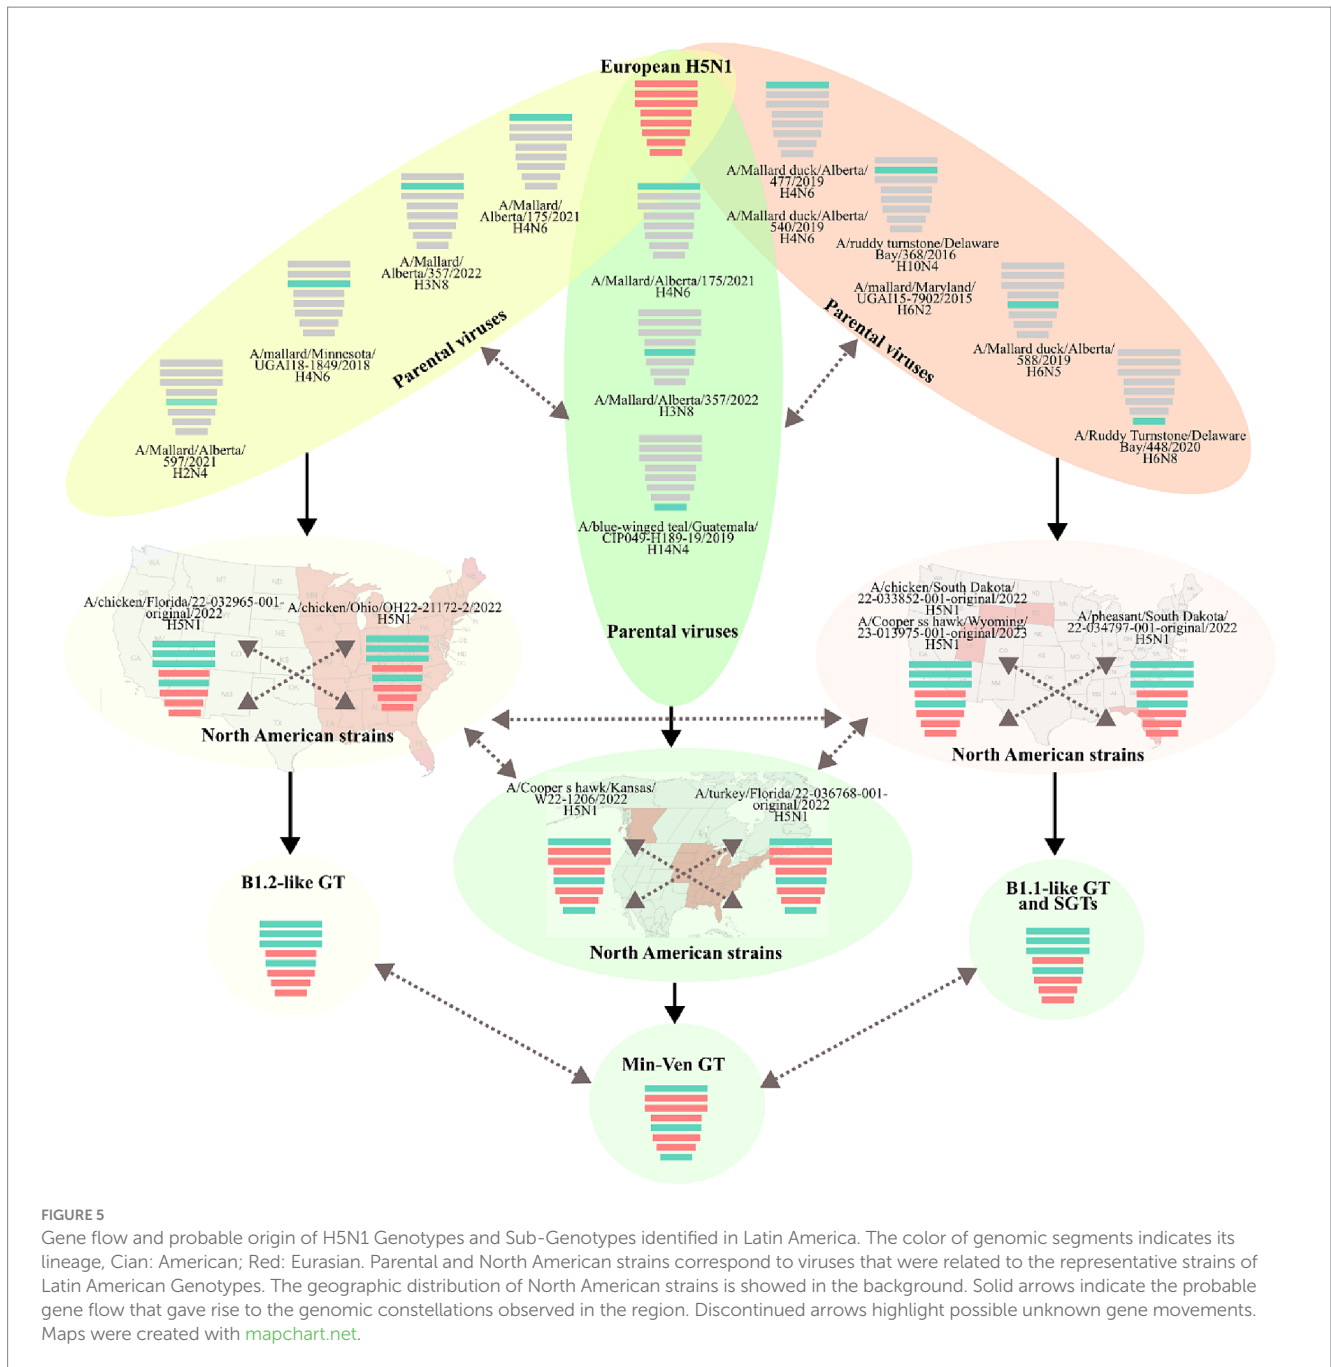 European H5N1
A/Mallard/
Alberta/175/2021
H4N6
A/Mallard/
Alberta/357/2022
H3N8
A/mallard/Minnesota/
UGAI18-1849/2018
H4N6
A/Mallard/Alberta/
597/2021
H2N4
Parental viruses
A/Mallard/Alberta/175/2021
H4N6
A/Mallard/Alberta/357/2022
H3N8
A/blue-winged teal/Guatemala/
CIP049-H189-19/2019
H14N4
Parental viruses
A/Mallard duck/Alberta/
477/2019
H4N6
A/Mallard duck/Alberta/
540/2019
H4N6
A/ruddy turnstone/Delaware
Bay/368/2016
H10N4
A/mallard/Maryland/
UGAI15-7902/2015
H6N2
A/Mallard duck/Alberta/
588/2019
H6N5
A/Ruddy Turnstone/Delaware
Bay/448/2020
H6N8
Parental viruses
A/chicken/Florida/22-032965-001-
original/2022
H5N1
A/chicken/Ohio/OH22-21172-2/2022
H5N1
North American strains
A/chicken/South Dakota/
22-033852-001-original/2022
H5N1
A/Cooper ss hawk/Wyoming/
23-013975-001-original/2023
H5N1
A/pheasant/South Dakota/
22-034797-001-original/2022
H5N1
North American strains
A/Cooper s hawk/Kansas/
W22-1206/2022
H5N1
A/turkey/Florida/22-036768-001-
original/2022
H5N1
North American strains
B1.2-like GT
B1.1-like GT
and SGTs
Min-Ven GT
FIGURE 5
Gene flow and probable origin of H5N1 Genotypes and Sub-Genotypes identified in Latin America. The color of genomic segments indicates its
lineage, Cian: American; Red: Eurasian. Parental and North American strains correspond to viruses that were related to the representative strains of
Latin American Genotypes. The geographic distribution of North American strains is showed in the background. Solid arrows indicate the probable
gene flow that gave rise to the genomic constellations observed in the region. Discontinued arrows highlight possible unknown gene movements.
Maps were created with mapchart.net.